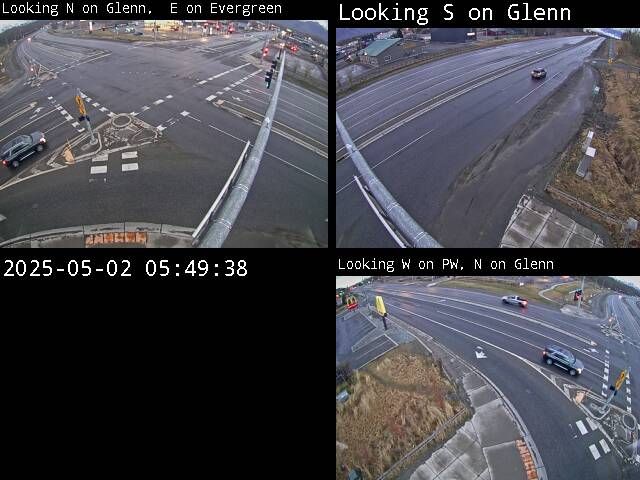 Looking N on Glenn,  E on Evergreen
Looking S on Glenn
2025-05-02 05:49:38
Looking W on PW, N on Glenn